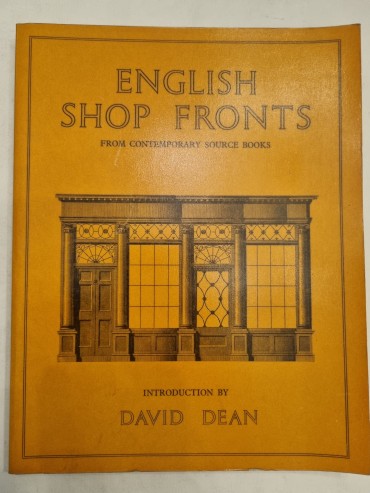 ENGLISH
SHOP FRONTS
FROM CONTEMPORARY SOURCE BOOKS
INTRODUCTION BY
DAVID DEAN